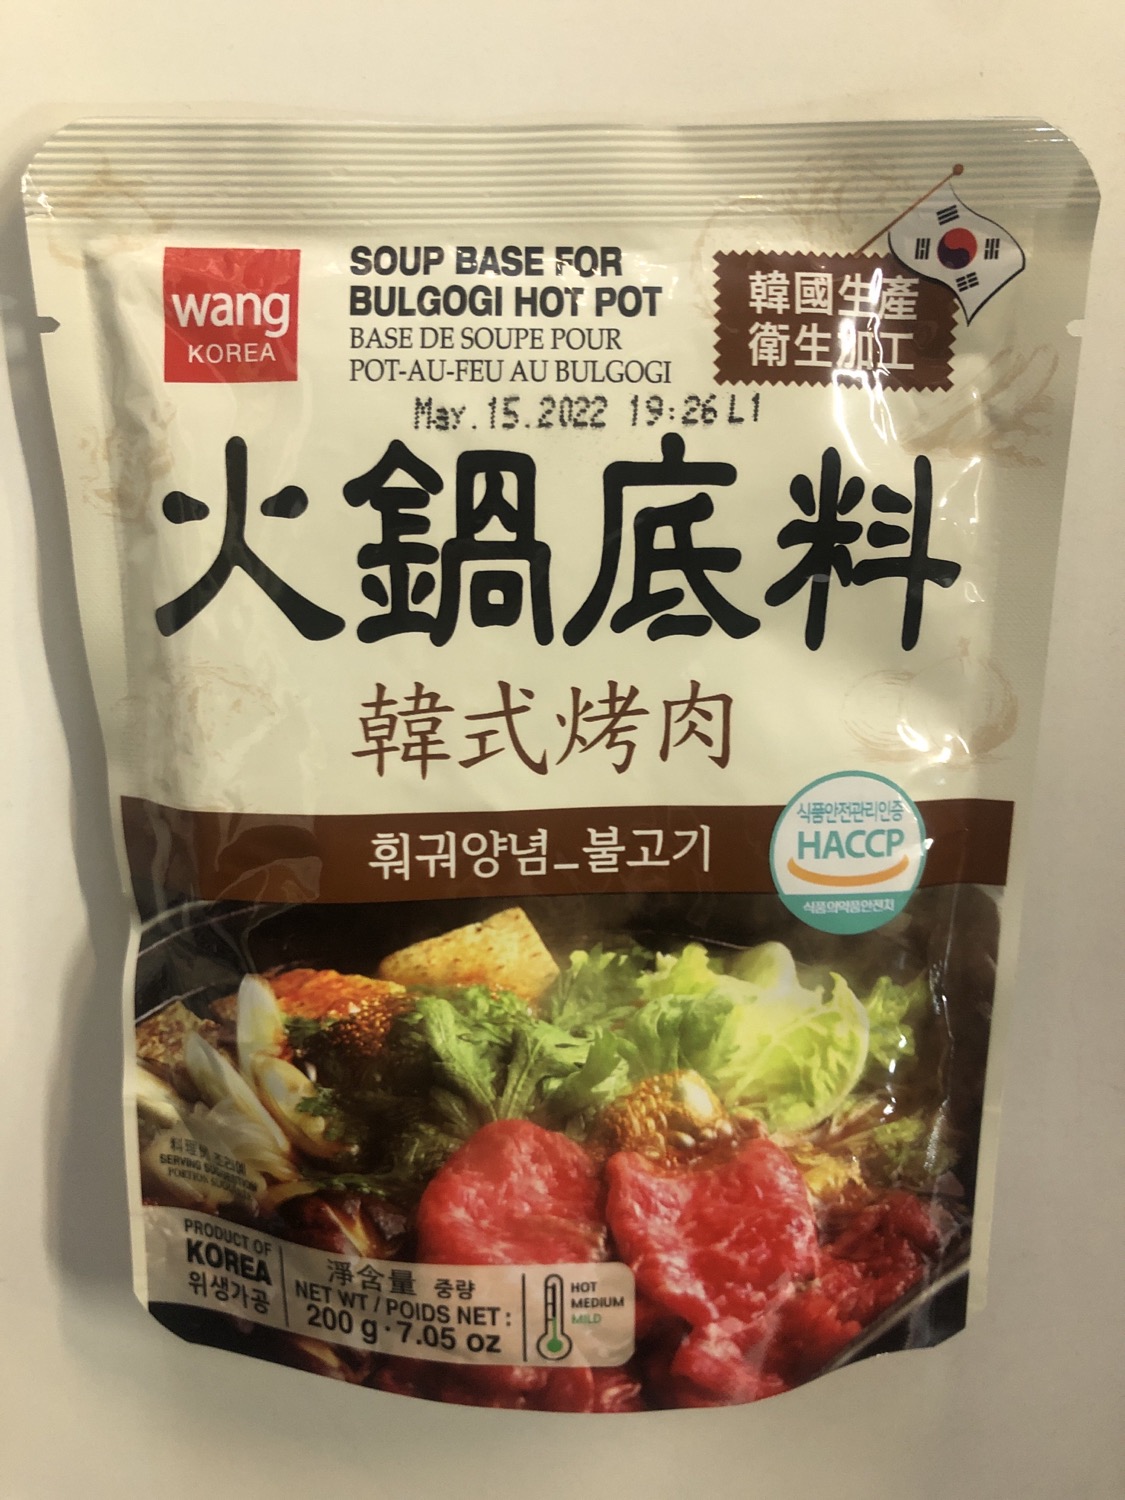 wang
KOREA
SOUP BASE FOR
BULGOGI HOT POT
BASE DE SOUPE POUR
POT-AU-FEU AU BULGOGI
韓國生產
衛生加工
May.15.2022 19:26 L1
火鍋底料
韓式烤肉
훠궈양념_불고기
식품안전관리인증
HACCP
식품의약품안전처
SERVING SUGGESTION
PRODUCT OF
KOREA
위생가공
淨含量 중량
NET WT / POIDS NET :
200 g · 7.05 oz
HOT
MEDIUM
MILD